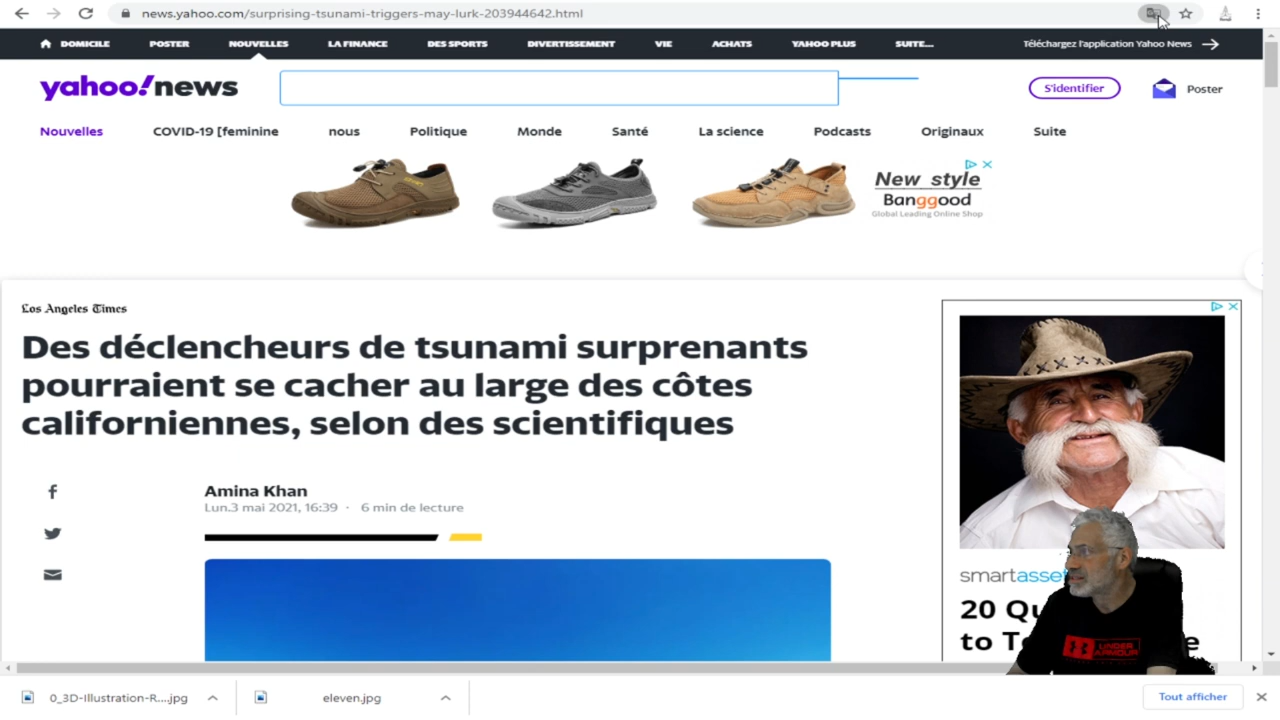 news.yahoo.com/surprising-tsunami-triggers-may-lurk-203944642.html
DOMICILE POSTER NOUVELLES LA FINANCE DES SPORTS DIVERTISSEMENT VIE ACHATS YAHOO PLUS SUITE... Téléchargez l'application Yahoo News
yahoo!news
S'identifier Poster
Nouvelles COVID-19 [feminine nous Politique Monde Santé La science Podcasts Originaux Suite
New style
Banggood
Global Leading Online Shop
Los Angeles Times
Des déclencheurs de tsunami surprenants
pourraient se cacher au large des côtes
californiennes, selon des scientifiques
Amina Khan
Lun.3 mai 2021, 16:39 · 6 min de lecture
smartasse
20 Qu
to T e
UNDER
ARMOUR
0_3D-Illustration-R....jpg eleven.jpg Tout afficher